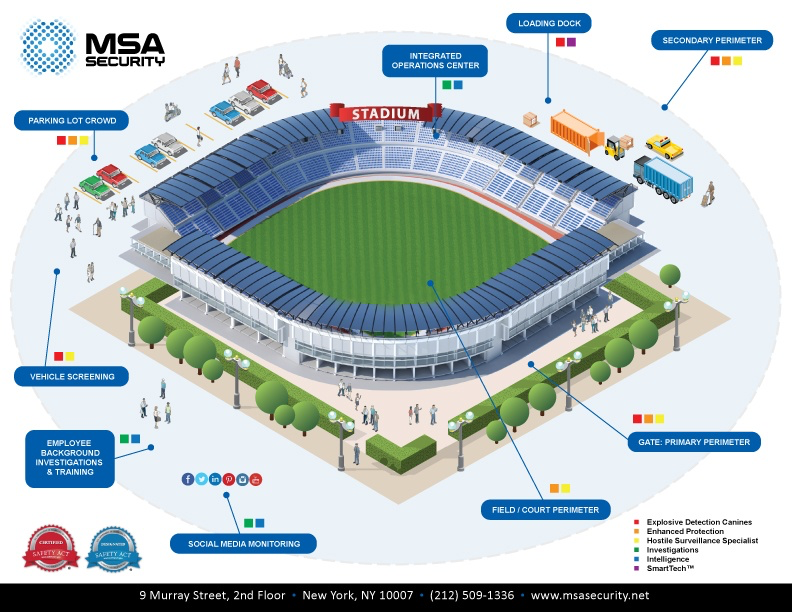 LOADING DOCK
MSA
SECURITY
SECONDARY PERIMETER
INTEGRATED
OPERATIONS CENTER
PARKING LOT CROWD
STADIUM
VEHICLE SCREENING
EMPLOYEE
BACKGROUND
INVESTIGATIONS
& TRAINING
GATE: PRIMARY PERIMETER
FIELD / COURT PERIMETER
SOCIAL MEDIA MONITORING
Explosive Detection Canines
Enhanced Protection
Hostile Surveillance Specialist
Investigations
Intelligence
SmartTech™
CERTIFIED
SAFETY ACT
DESIGNATED
SAFETY ACT
9 Murray Street, 2nd Floor • New York, NY 10007 • (212) 509-1336 • www.msasecurity.net